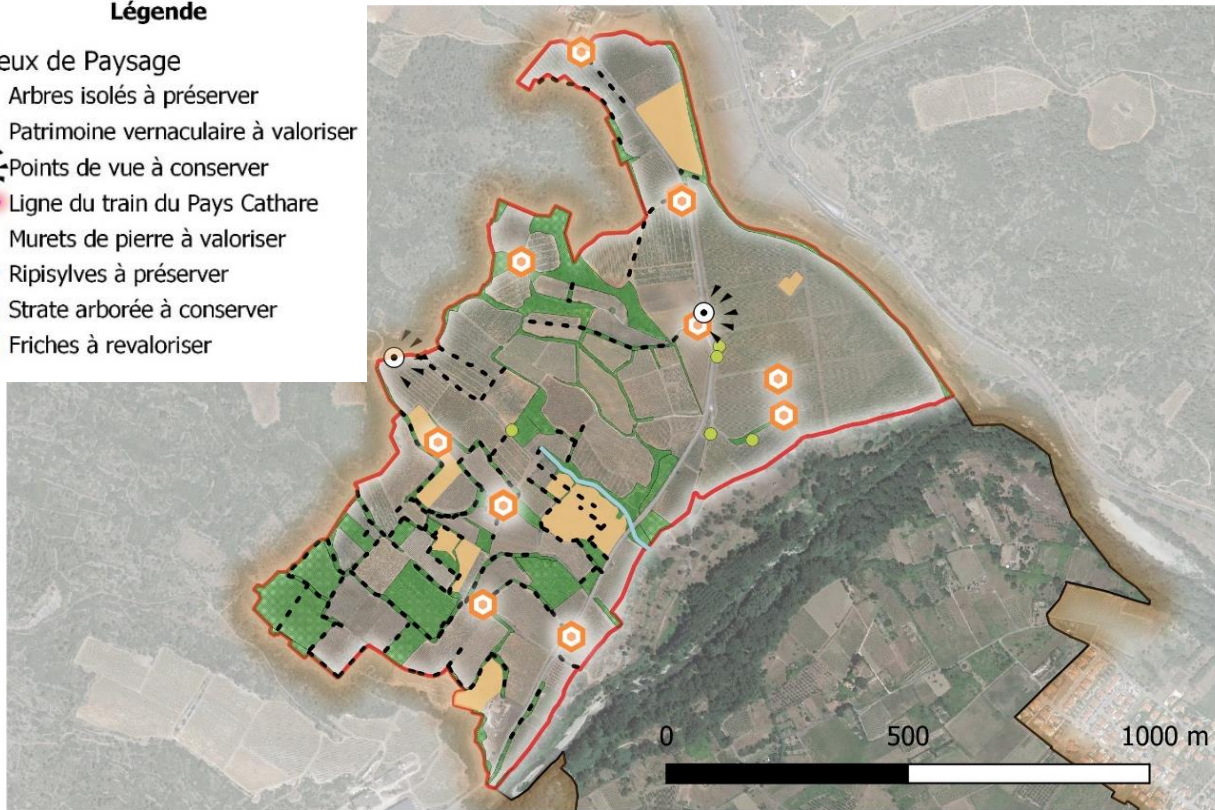 Légende
eux de Paysage
Arbres isolés à préserver
Patrimoine vernaculaire à valoriser
Points de vue à conserver
Ligne du train du Pays Cathare
Murets de pierre à valoriser
Ripisylves à préserver
Strate arborée à conserver
Friches à revaloriser
0 500 1000 m